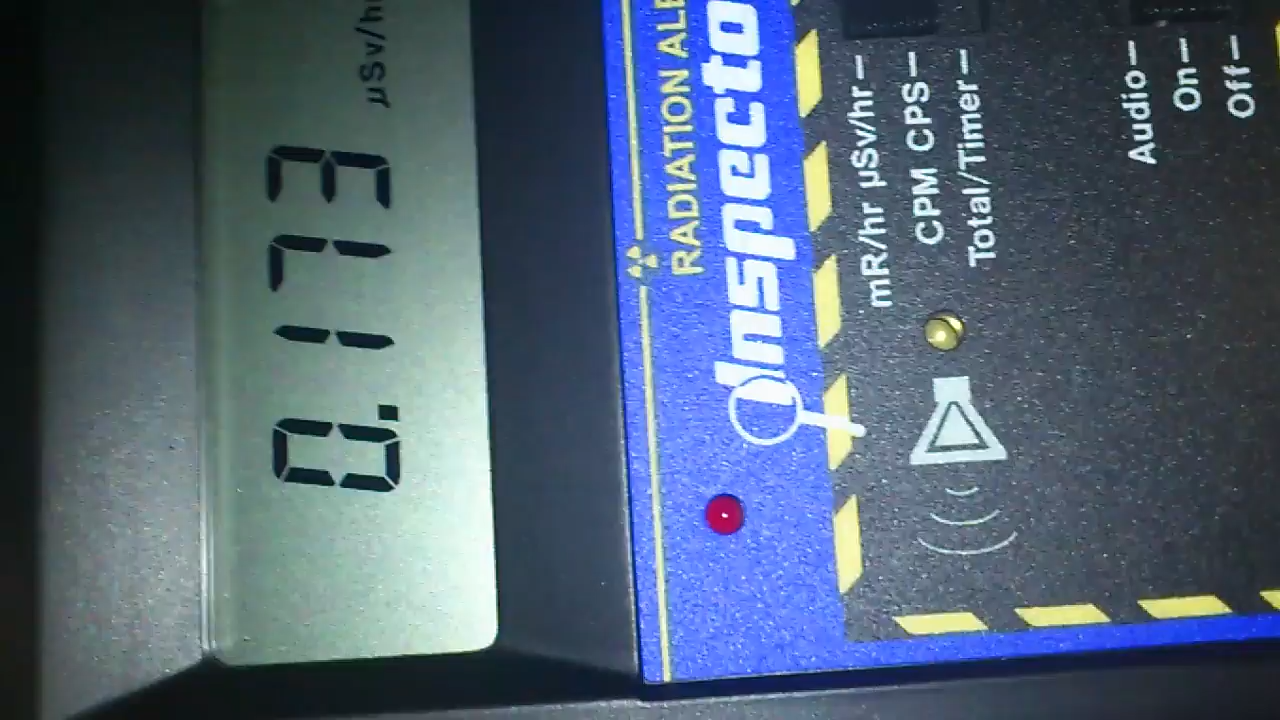 0.173 µSv/hr
RADIATION ALE
Inspecto
mR/hr µSv/hr
CPM CPS
Total/Timer
Audio
On
Off